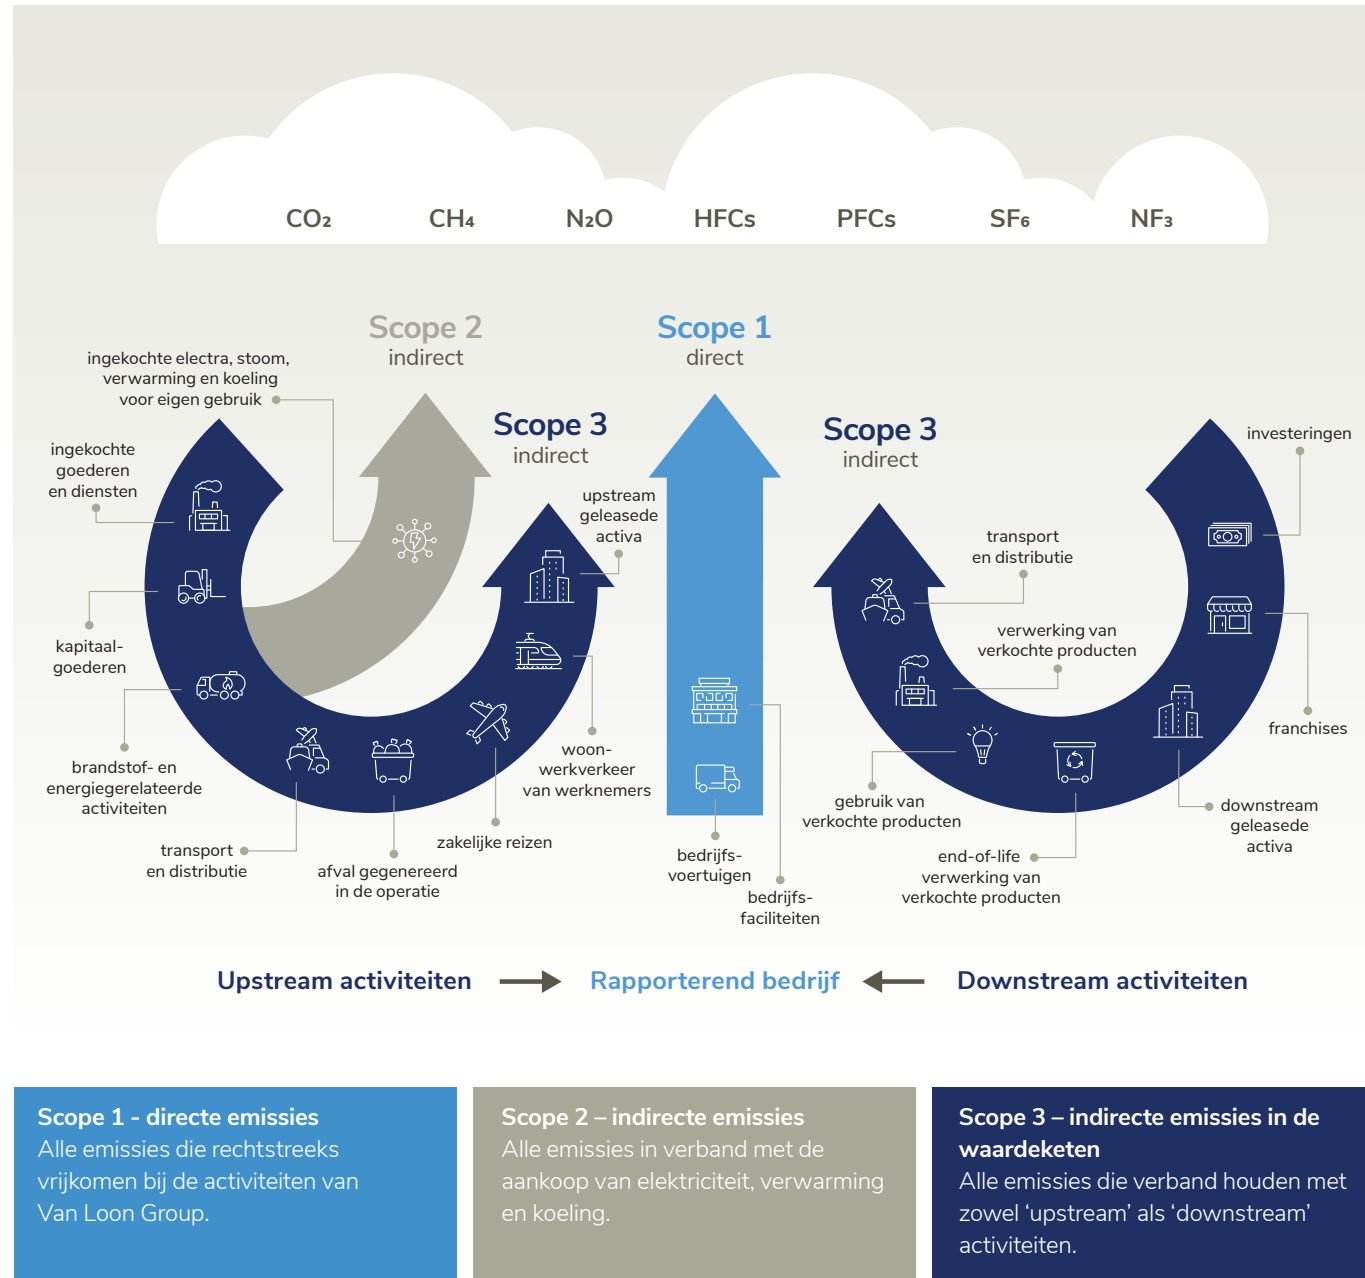 CO₂ CH₄ N₂O HFCs PFCs SF₆ NF₃
Scope 2
indirect
Scope 1
direct
ingekochte electra, stoom,
verwarming en koeling
voor eigen gebruik
Scope 3
indirect
Scope 3
indirect
ingekochte
goederen
en diensten
kapitaal-
goederen
brandstof- en
energiegerelateerde
activiteiten
transport
en distributie
afval gegenereerd
in de operatie
zakelijke reizen
woon-
werkverkeer
van werknemers
upstream
geleasede
activa
bedrijfs-
voertuigen
bedrijfs-
faciliteiten
transport
en distributie
verwerking van
verkochte producten
gebruik van
verkochte producten
end-of-life
verwerking van
verkochte producten
downstream
geleasede
activa
franchises
investeringen
Upstream activiteiten
Rapporterend bedrijf
Downstream activiteiten
Scope 1 - directe emissies
Alle emissies die rechtstreeks
vrijkomen bij de activiteiten van
Van Loon Group.
Scope 2 – indirecte emissies
Alle emissies in verband met de
aankoop van elektriciteit, verwarming
en koeling.
Scope 3 – indirecte emissies in de
waardeketen
Alle emissies die verband houden met
zowel ‘upstream’ als ‘downstream’
activiteiten.